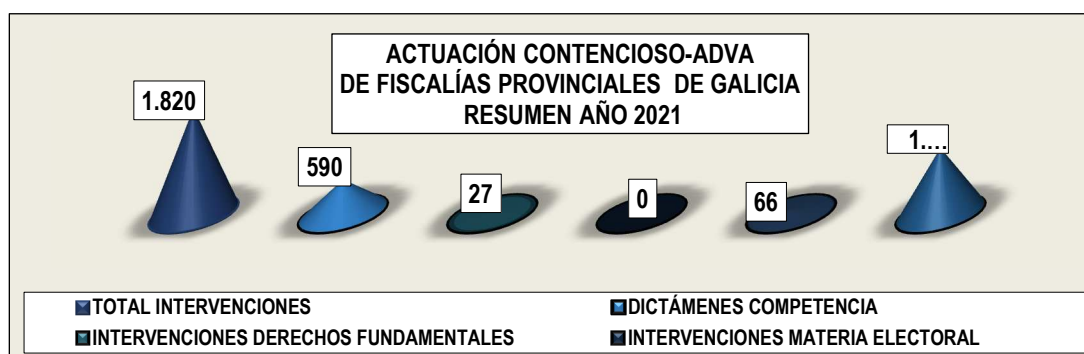 ACTUACIÓN CONTENCIOSO-ADVA
DE FISCALÍAS PROVINCIALES DE GALICIA
RESUMEN AÑO 2021
1.820
590
27
0
66
1....
TOTAL INTERVENCIONES
DICTÁMENES COMPETENCIA
INTERVENCIONES DERECHOS FUNDAMENTALES
INTERVENCIONES MATERIA ELECTORAL